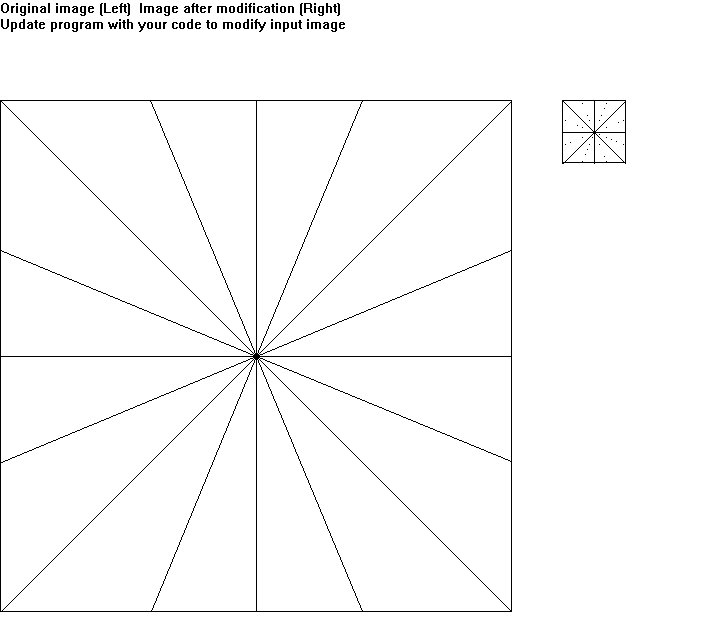 Original image (Left)  Image after modification (Right)
Update program with your code to modify input image